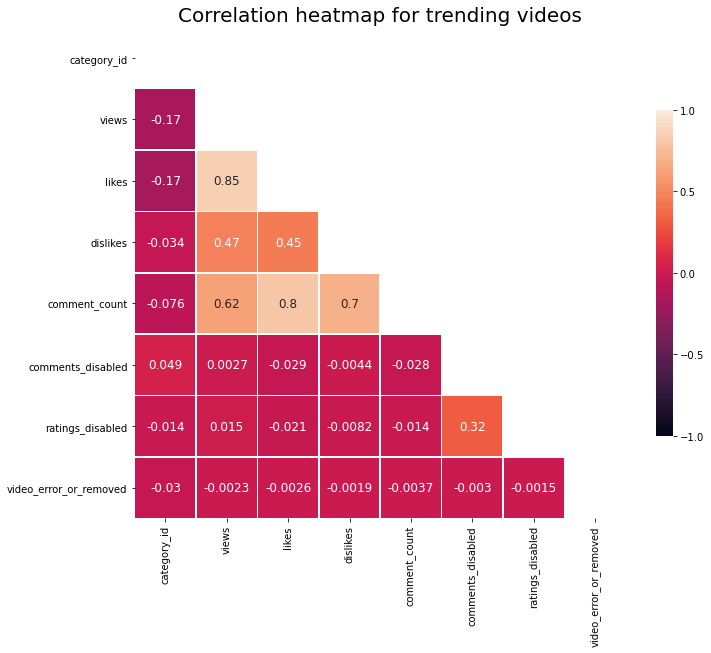 Correlation heatmap for trending videos
category_id
views -0.17
likes -0.17 0.85
dislikes -0.034 0.47 0.45
comment_count -0.076 0.62 0.8 0.7
comments_disabled 0.049 0.0027 -0.029 -0.0044 -0.028
ratings_disabled -0.014 0.015 -0.021 -0.0082 -0.014 0.32
video_error_or_removed -0.03 -0.0023 -0.0026 -0.0019 -0.0037 -0.003 -0.0015
category_id
views
likes
dislikes
comment_count
comments_disabled
ratings_disabled
video_error_or_removed
1.0
0.5
0.0
−0.5
−1.0